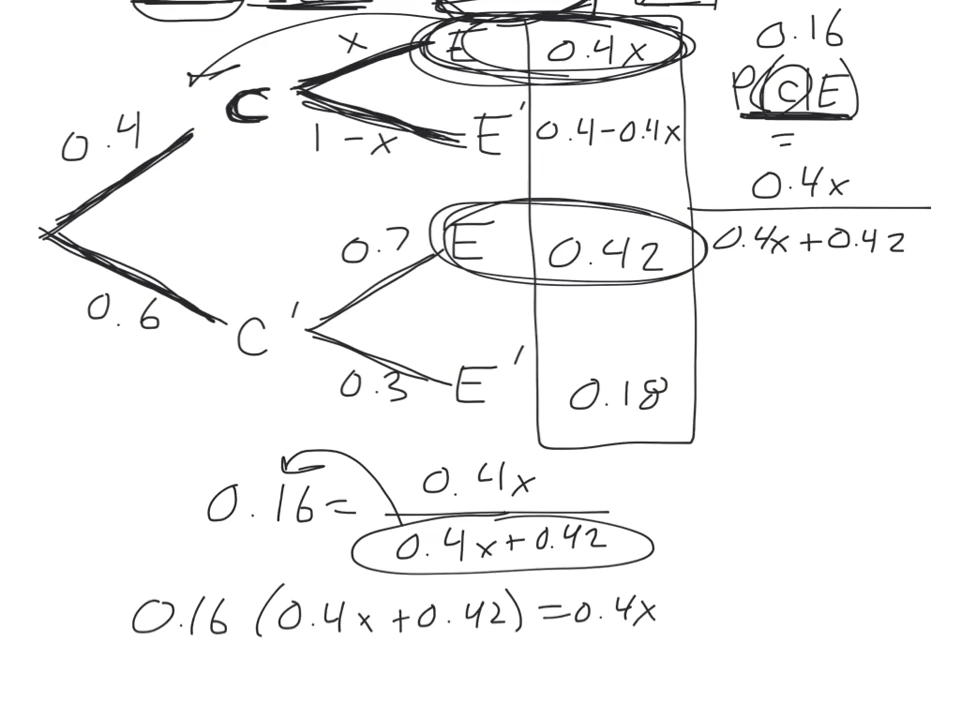 x E 0.4x 0.16
C P(C|E)
0.4 1-x E' 0.4-0.4x =
0.4x
0.7 E 0.42 0.4x+0.42
0.6 C'
0.3 E' 0.18
0.16= 0.4x
0.4x+0.42
0.16 (0.4x+0.42)=0.4x